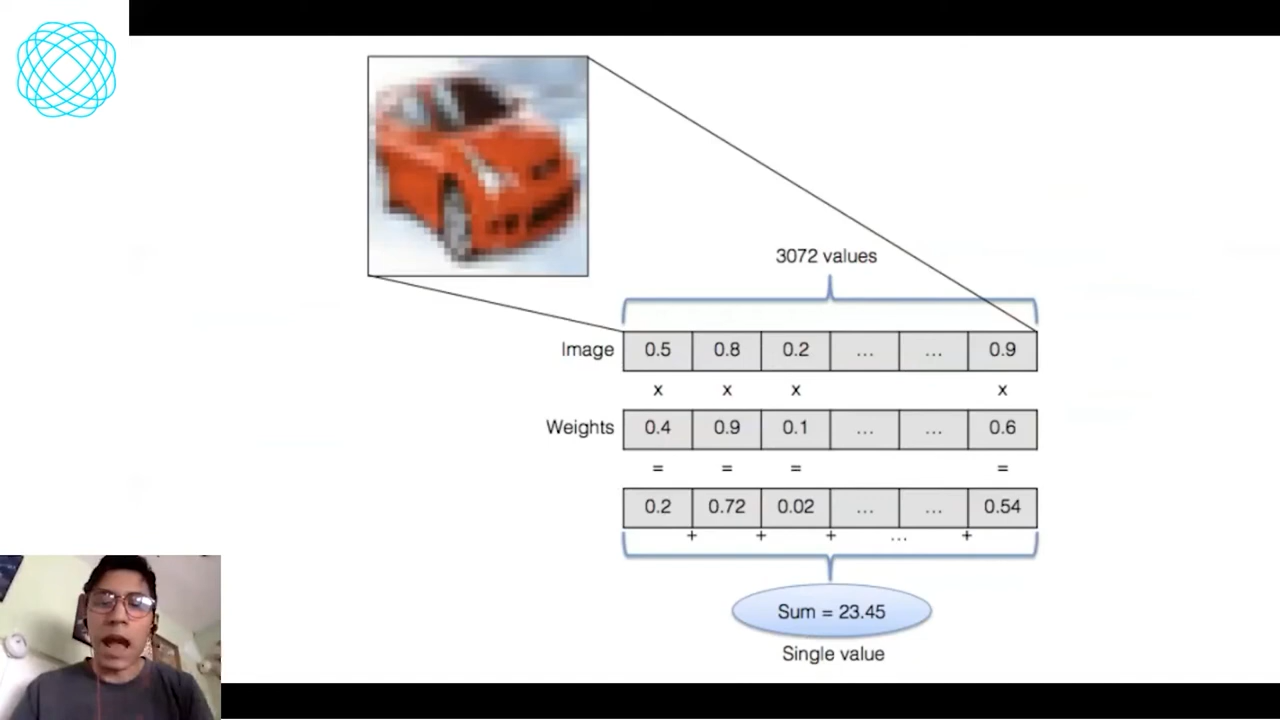 3072 values
Image 0.5 0.8 0.2 ... ... 0.9
x x x x
Weights 0.4 0.9 0.1 ... ... 0.6
= = = =
0.2 0.72 0.02 ... ... 0.54
+ + + ... +
Sum = 23.45
Single value